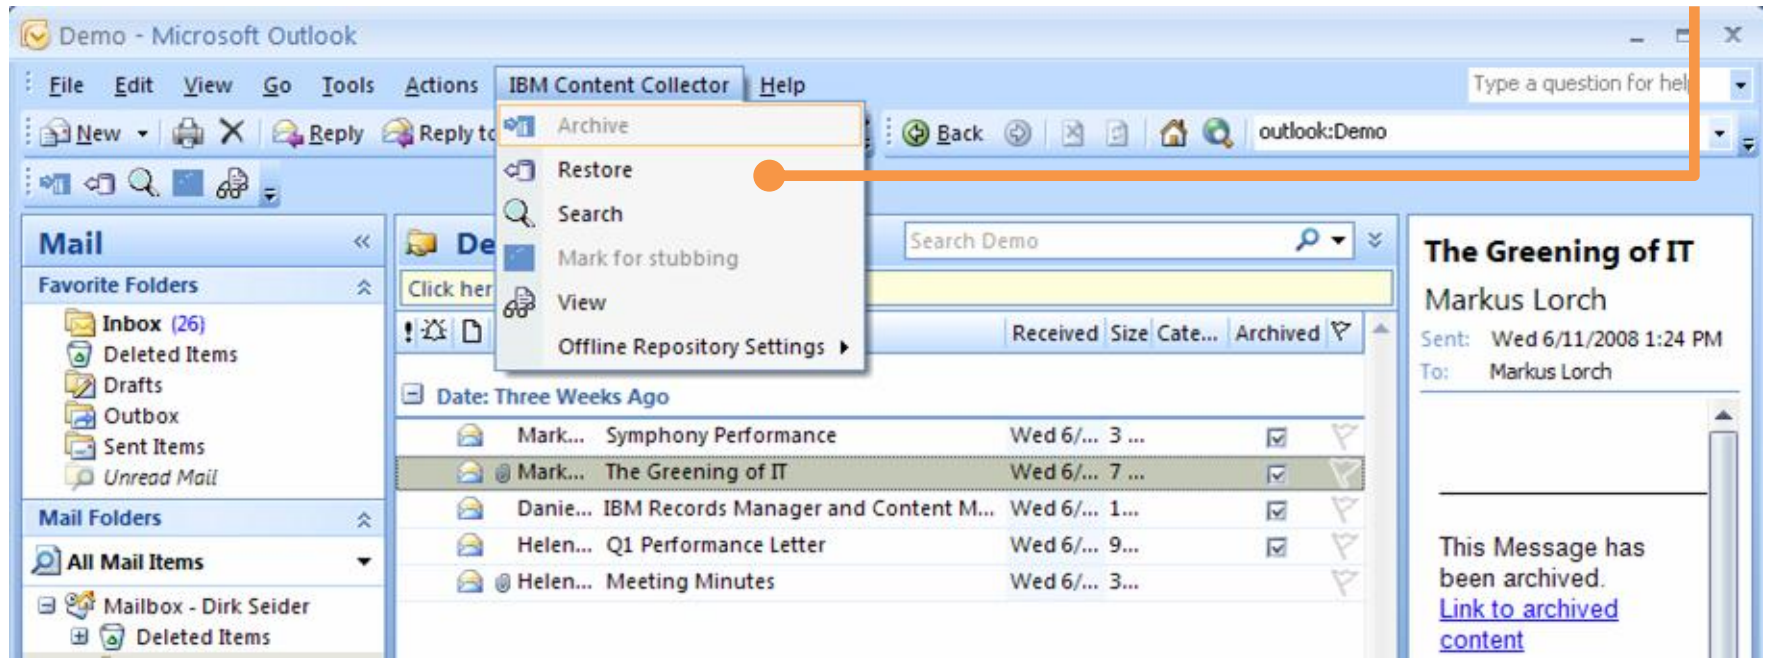 Demo - Microsoft Outlook
File Edit View Go Tools Actions IBM Content Collector Help
Type a question for help
New Reply Reply to Back outlook:Demo
Archive
Restore
Search
Mark for stubbing
View
Offline Repository Settings
Mail
Favorite Folders
Inbox (26)
Deleted Items
Drafts
Outbox
Sent Items
Unread Mail
Mail Folders
All Mail Items
Mailbox - Dirk Seider
Deleted Items
De
Search Demo
Click her
Received Size Cate... Archived
Date: Three Weeks Ago
Mark... Symphony Performance Wed 6/... 3 ...
Mark... The Greening of IT Wed 6/... 7 ...
Danie... IBM Records Manager and Content M... Wed 6/... 1...
Helen... Q1 Performance Letter Wed 6/... 9...
Helen... Meeting Minutes Wed 6/... 3...
The Greening of IT
Markus Lorch
Sent: Wed 6/11/2008 1:24 PM
To: Markus Lorch
This Message has
been archived.
Link to archived
content